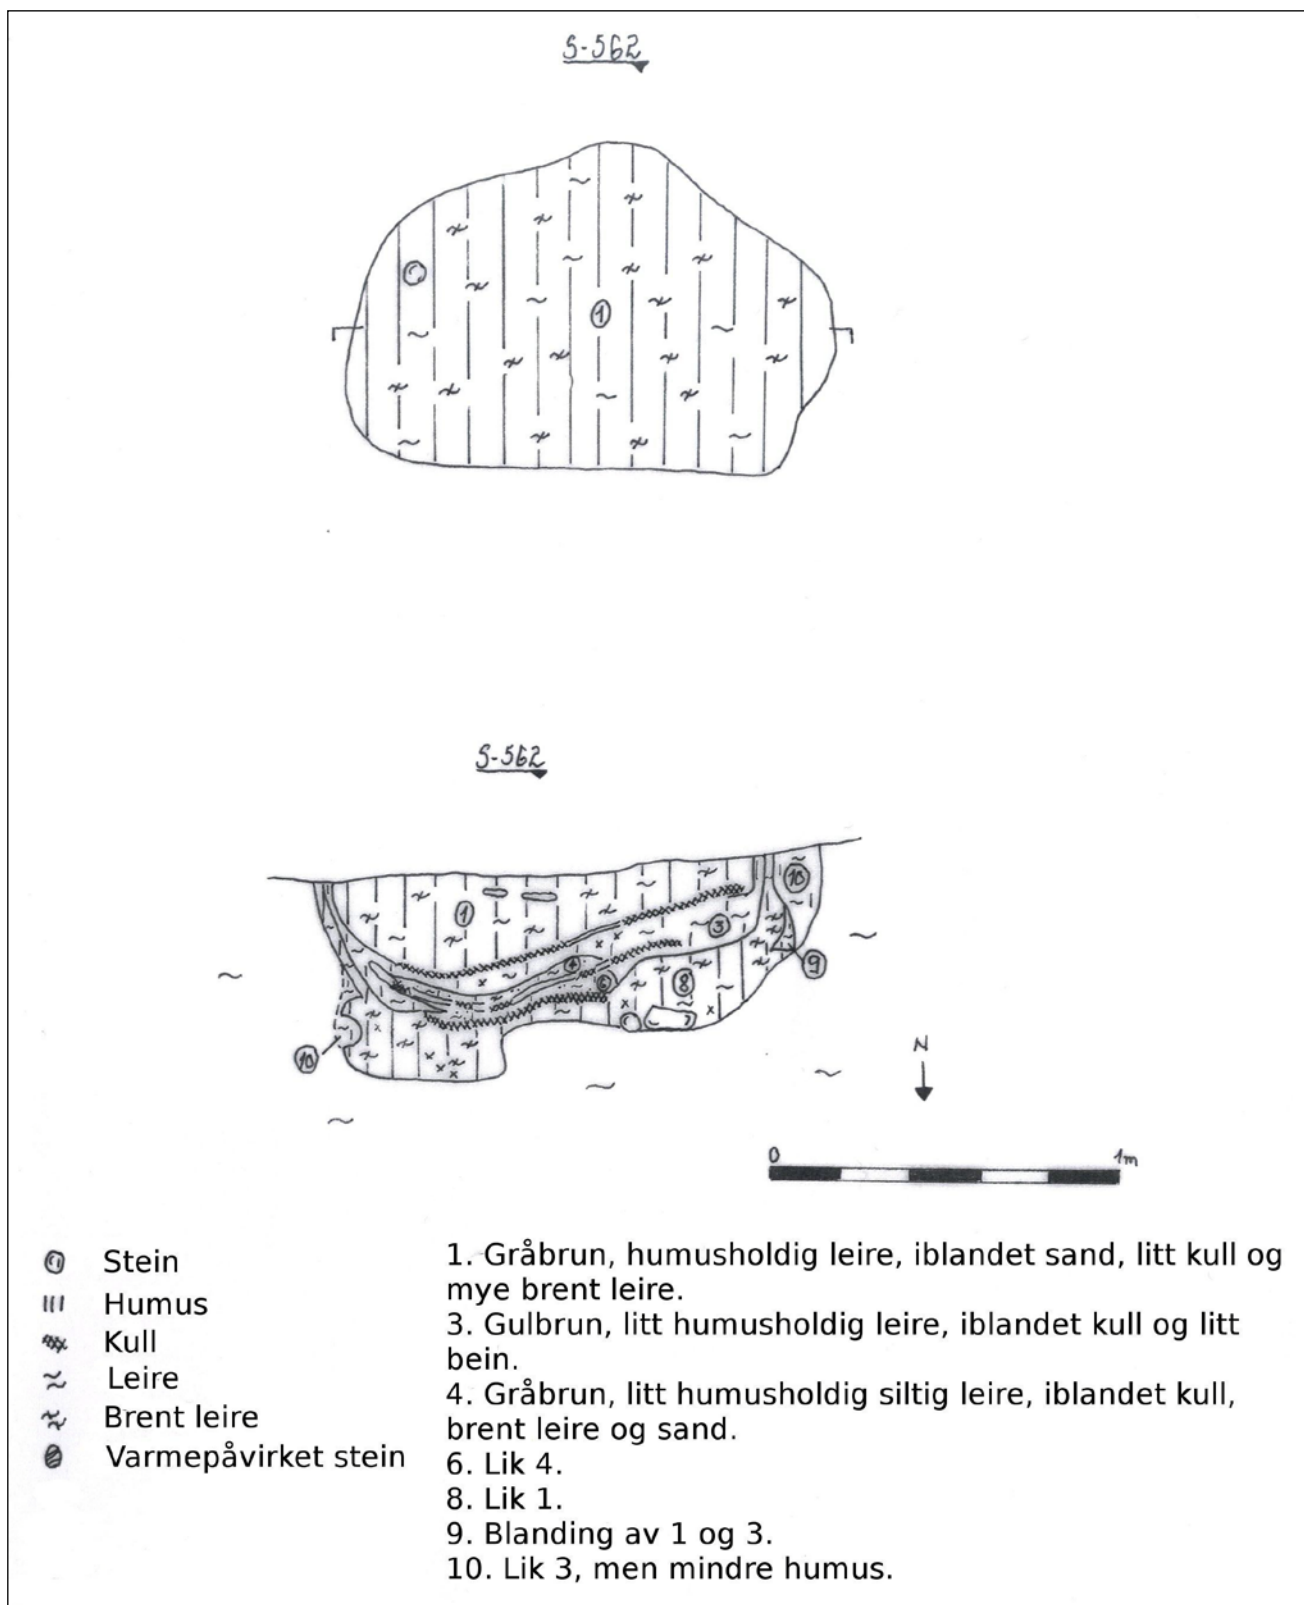 S-562
1
S-562
1
10
3
4
6
8
9
10
N
0 1m
Stein
Humus
Kull
Leire
Brent leire
Varmepåvirket stein
1. Gråbrun, humusholdig leire, iblandet sand, litt kull og
mye brent leire.
3. Gulbrun, litt humusholdig leire, iblandet kull og litt
bein.
4. Gråbrun, litt humusholdig siltig leire, iblandet kull,
brent leire og sand.
6. Lik 4.
8. Lik 1.
9. Blanding av 1 og 3.
10. Lik 3, men mindre humus.